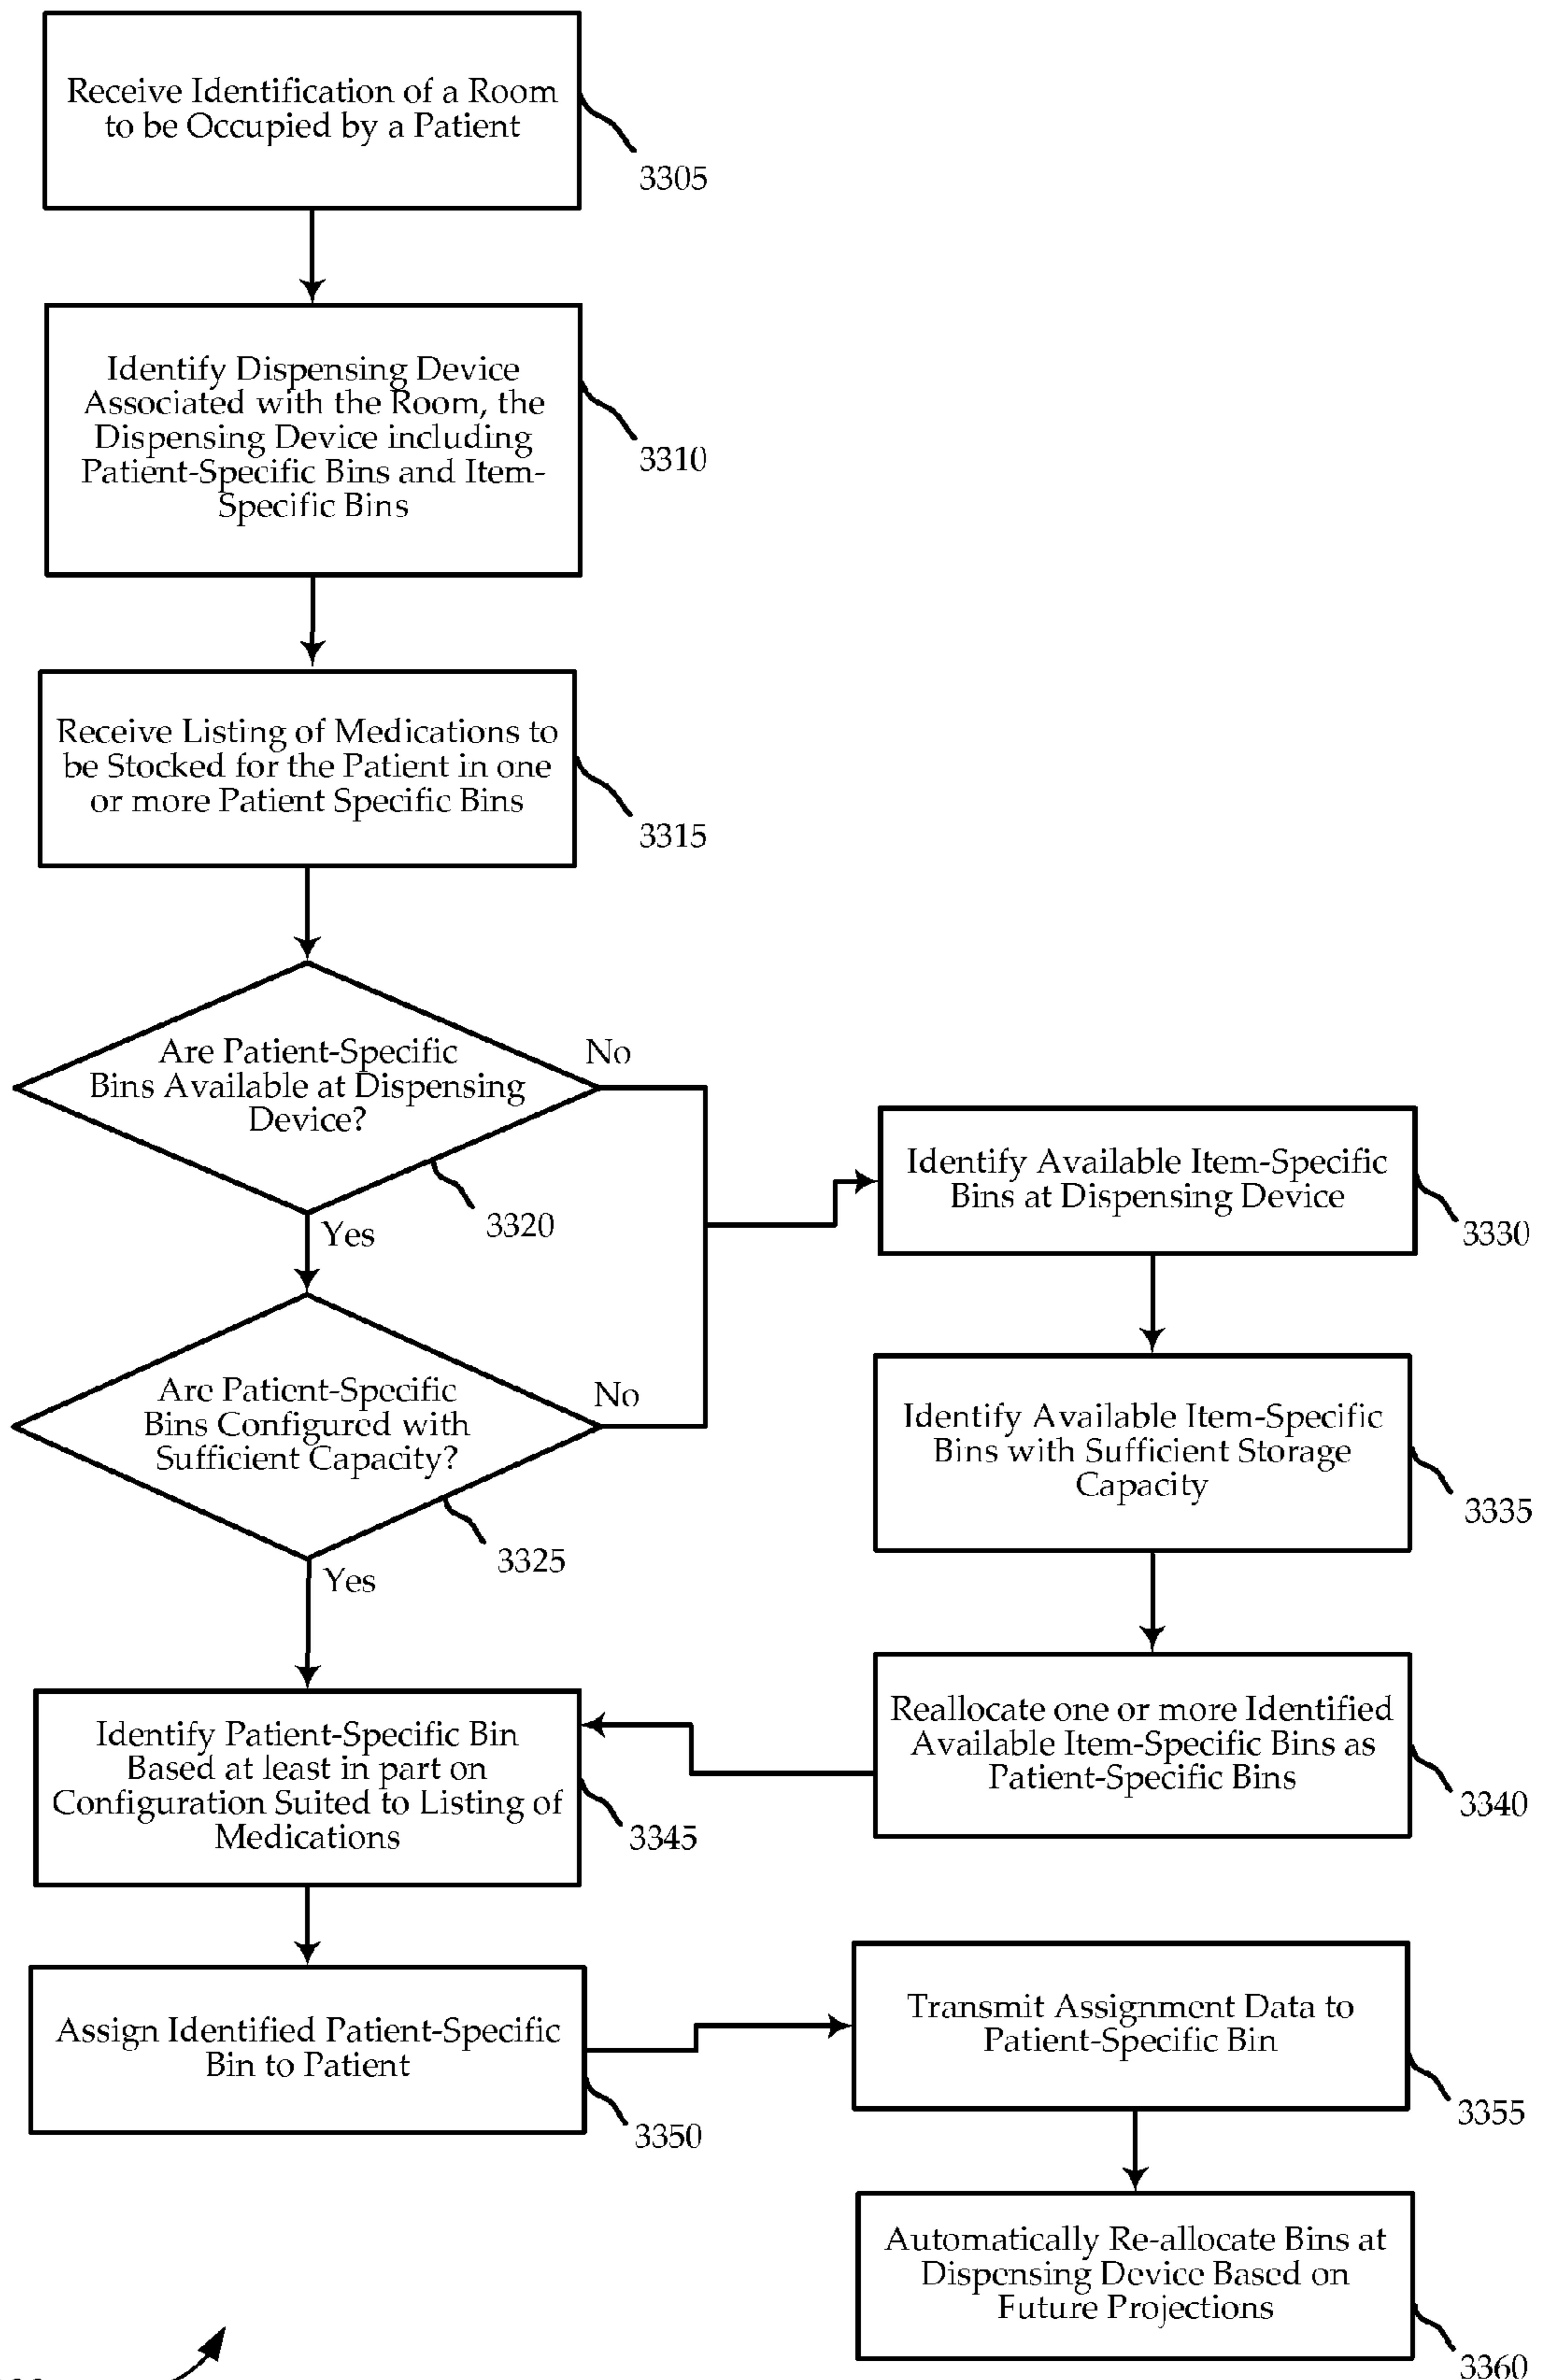 Receive Identification of a Room
to be Occupied by a Patient
3305
Identify Dispensing Device
Associated with the Room, the
Dispensing Device including
Patient-Specific Bins and Item-
Specific Bins
3310
Receive Listing of Medications to
be Stocked for the Patient in one
or more Patient Specific Bins
3315
Are Patient-Specific
Bins Available at Dispensing
Device?
No
3320
Yes
Are Patient-Specific
Bins Configured with
Sufficient Capacity?
No
3325
Yes
Identify Available Item-Specific
Bins at Dispensing Device
3330
Identify Available Item-Specific
Bins with Sufficient Storage
Capacity
3335
Reallocate one or more Identified
Available Item-Specific Bins as
Patient-Specific Bins
3340
Identify Patient-Specific Bin
Based at least in part on
Configuration Suited to Listing of
Medications
3345
Assign Identified Patient-Specific
Bin to Patient
3350
Transmit Assignment Data to
Patient-Specific Bin
3355
Automatically Re-allocate Bins at
Dispensing Device Based on
Future Projections
3360